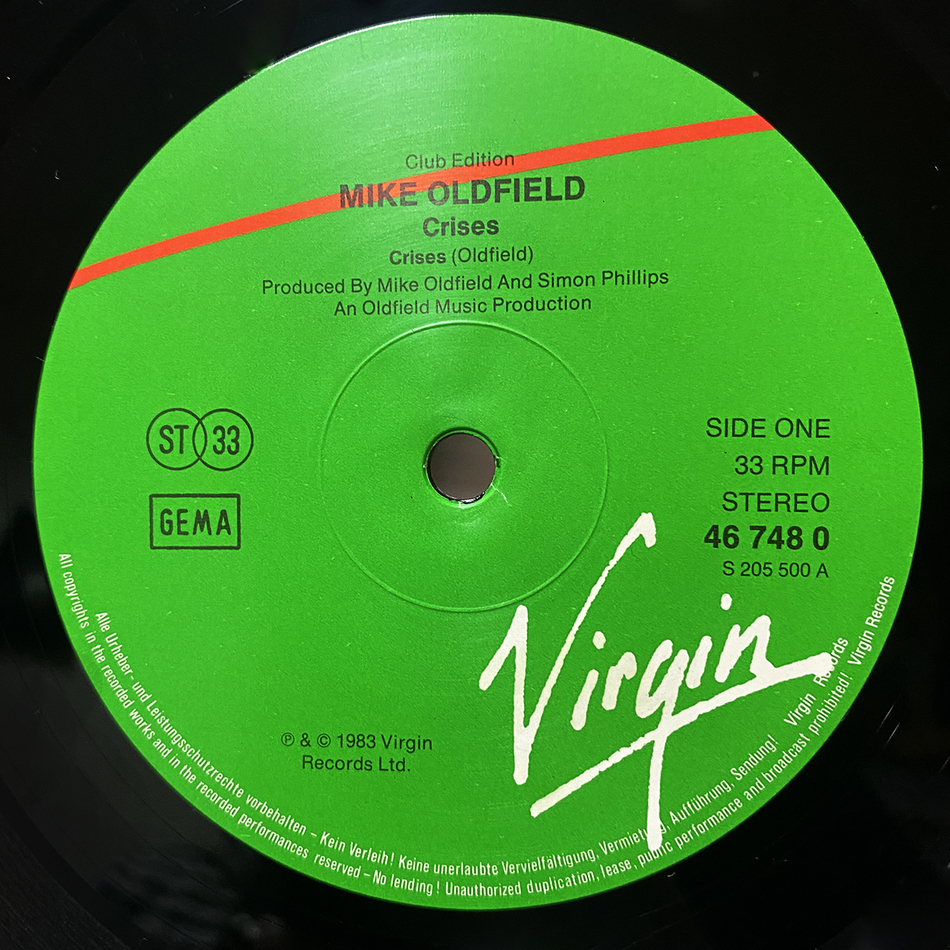 Club Edition
MIKE OLDFIELD
Crises
Crises (Oldfield)
Produced By Mike Oldfield And Simon Phillips
An Oldfield Music Production
ST 33
GEMA
SIDE ONE
33 RPM
STEREO
46 748 0
S 205 500 A
Virgin
℗ & © 1983 Virgin
Records Ltd.
Alle Urheber- und Leistungsschutzrechte vorbehalten – Kein Verleih! Keine unerlaubte Vervielfältigung, Vermietung, Aufführung, Sendung! Virgin Records
All copyrights in the recorded works and in the recorded performances reserved – No lending! Unauthorized duplication, lease, public performance and broadcast prohibited! Virgin Records